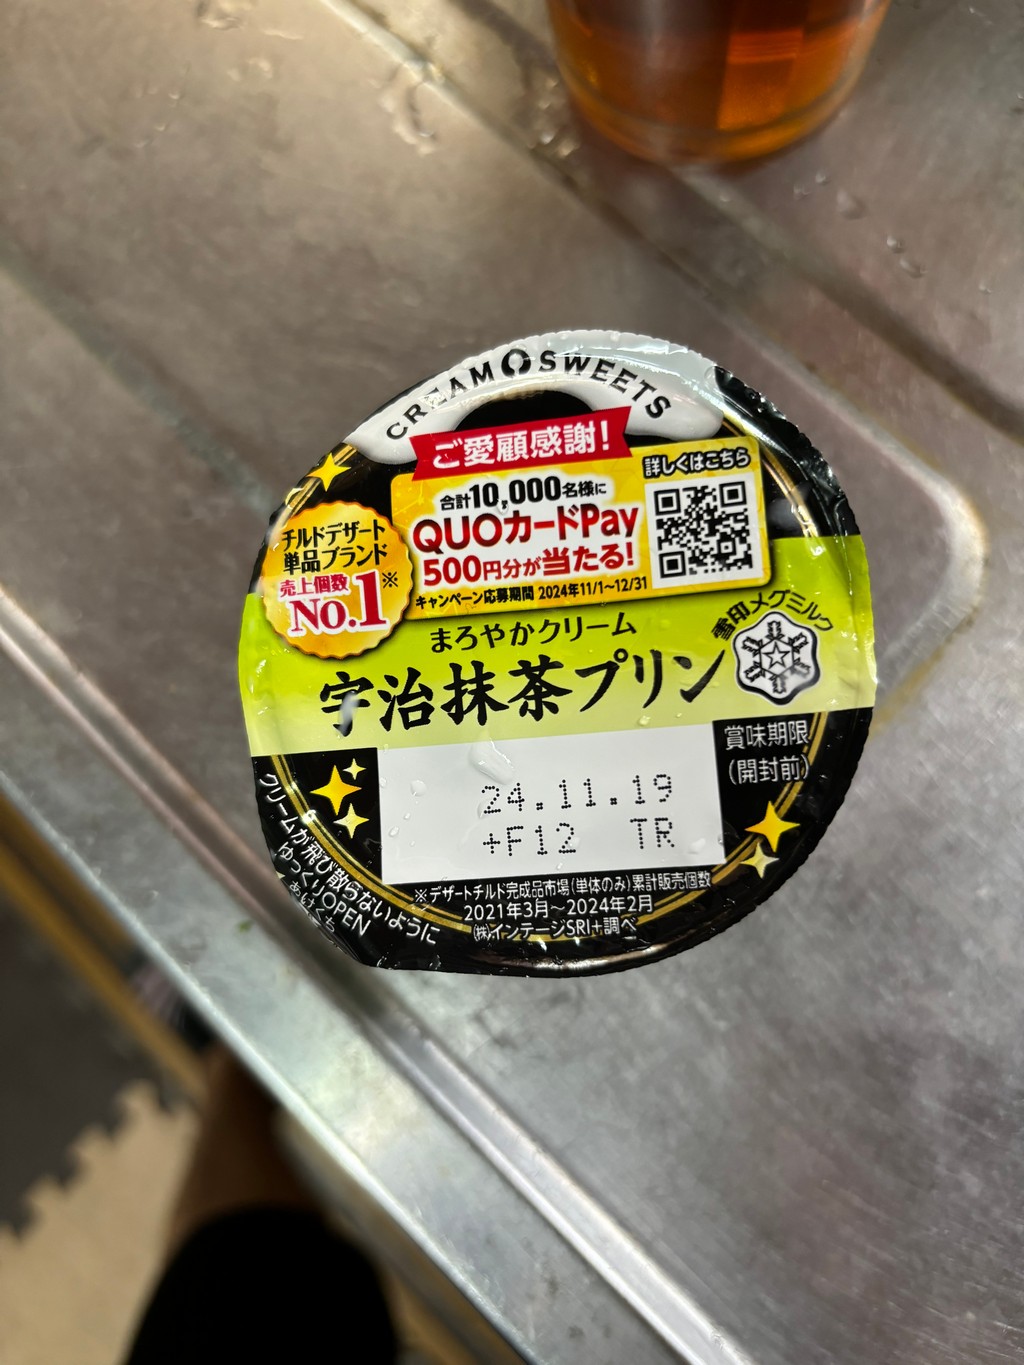 CREAM SWEETS
ご愛顧感謝!
合計10,000名様に
QUOカードPay
500円分が当たる!
キャンペーン応募期間 2024年11/1～12/31
詳しくはこちら
チルドデザート
単品ブランド
売上個数※
No.1
まろやかクリーム
宇治抹茶プリン
雪印メグミルク
賞味期限
(開封前)
24.11.19
+F12 TR
※デザートチルド完成品市場(単体のみ)累計販売個数
2021年3月～2024年2月
㈱インテージSRI+調べ
クリームが飛び散らないように
ゆっくりOPEN
あけくち